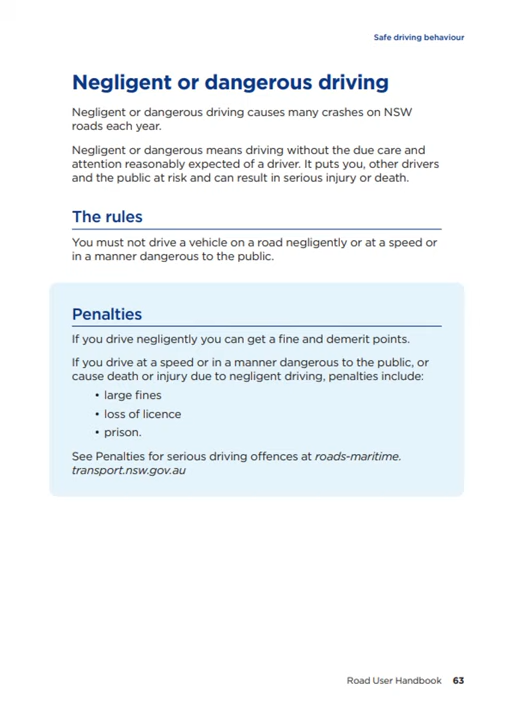 Safe driving behaviour
Negligent or dangerous driving
Negligent or dangerous driving causes many crashes on NSW
roads each year.
Negligent or dangerous means driving without the due care and
attention reasonably expected of a driver. It puts you, other drivers
and the public at risk and can result in serious injury or death.
The rules
You must not drive a vehicle on a road negligently or at a speed or
in a manner dangerous to the public.
Penalties
If you drive negligently you can get a fine and demerit points.
If you drive at a speed or in a manner dangerous to the public, or
cause death or injury due to negligent driving, penalties include:
• large fines
• loss of licence
• prison.
See Penalties for serious driving offences at roads-maritime.
transport.nsw.gov.au
Road User Handbook 63